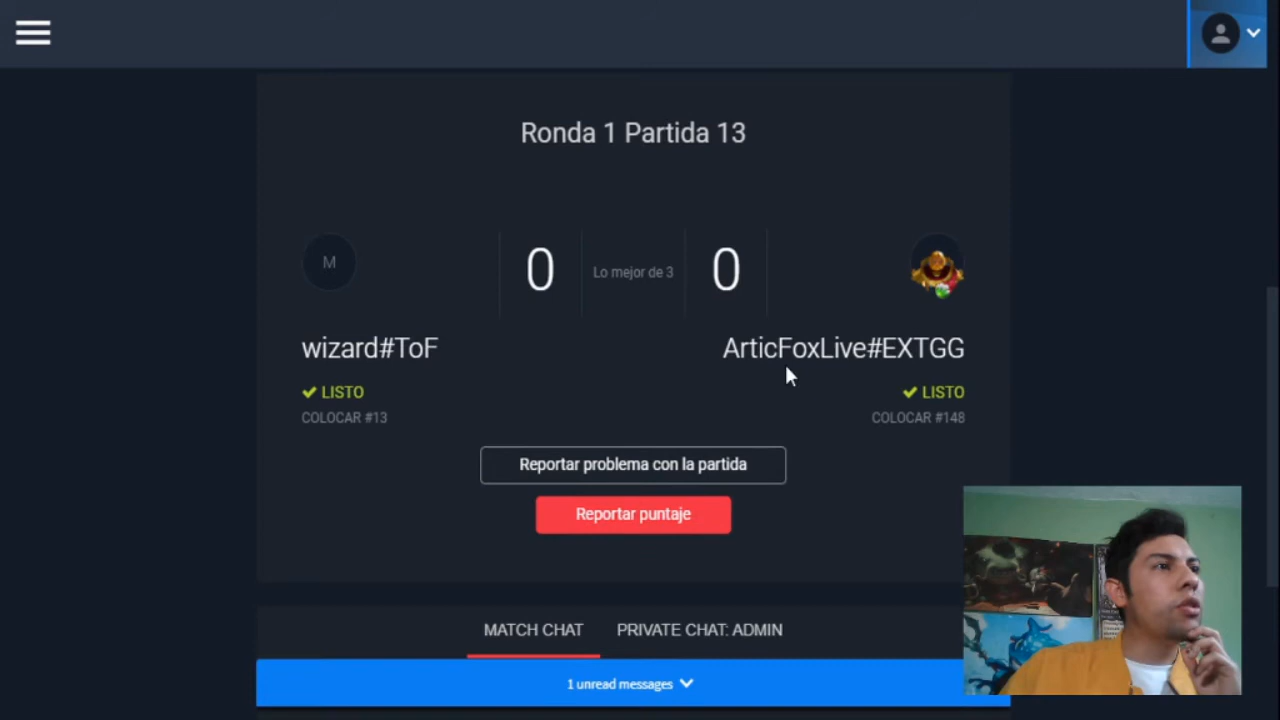 Ronda 1 Partida 13
M
0
Lo mejor de 3
0
wizard#ToF
ArticFoxLive#EXTGG
LISTO
LISTO
COLOCAR #13
COLOCAR #148
Reportar problema con la partida
Reportar puntaje
MATCH CHAT
PRIVATE CHAT: ADMIN
1 unread messages